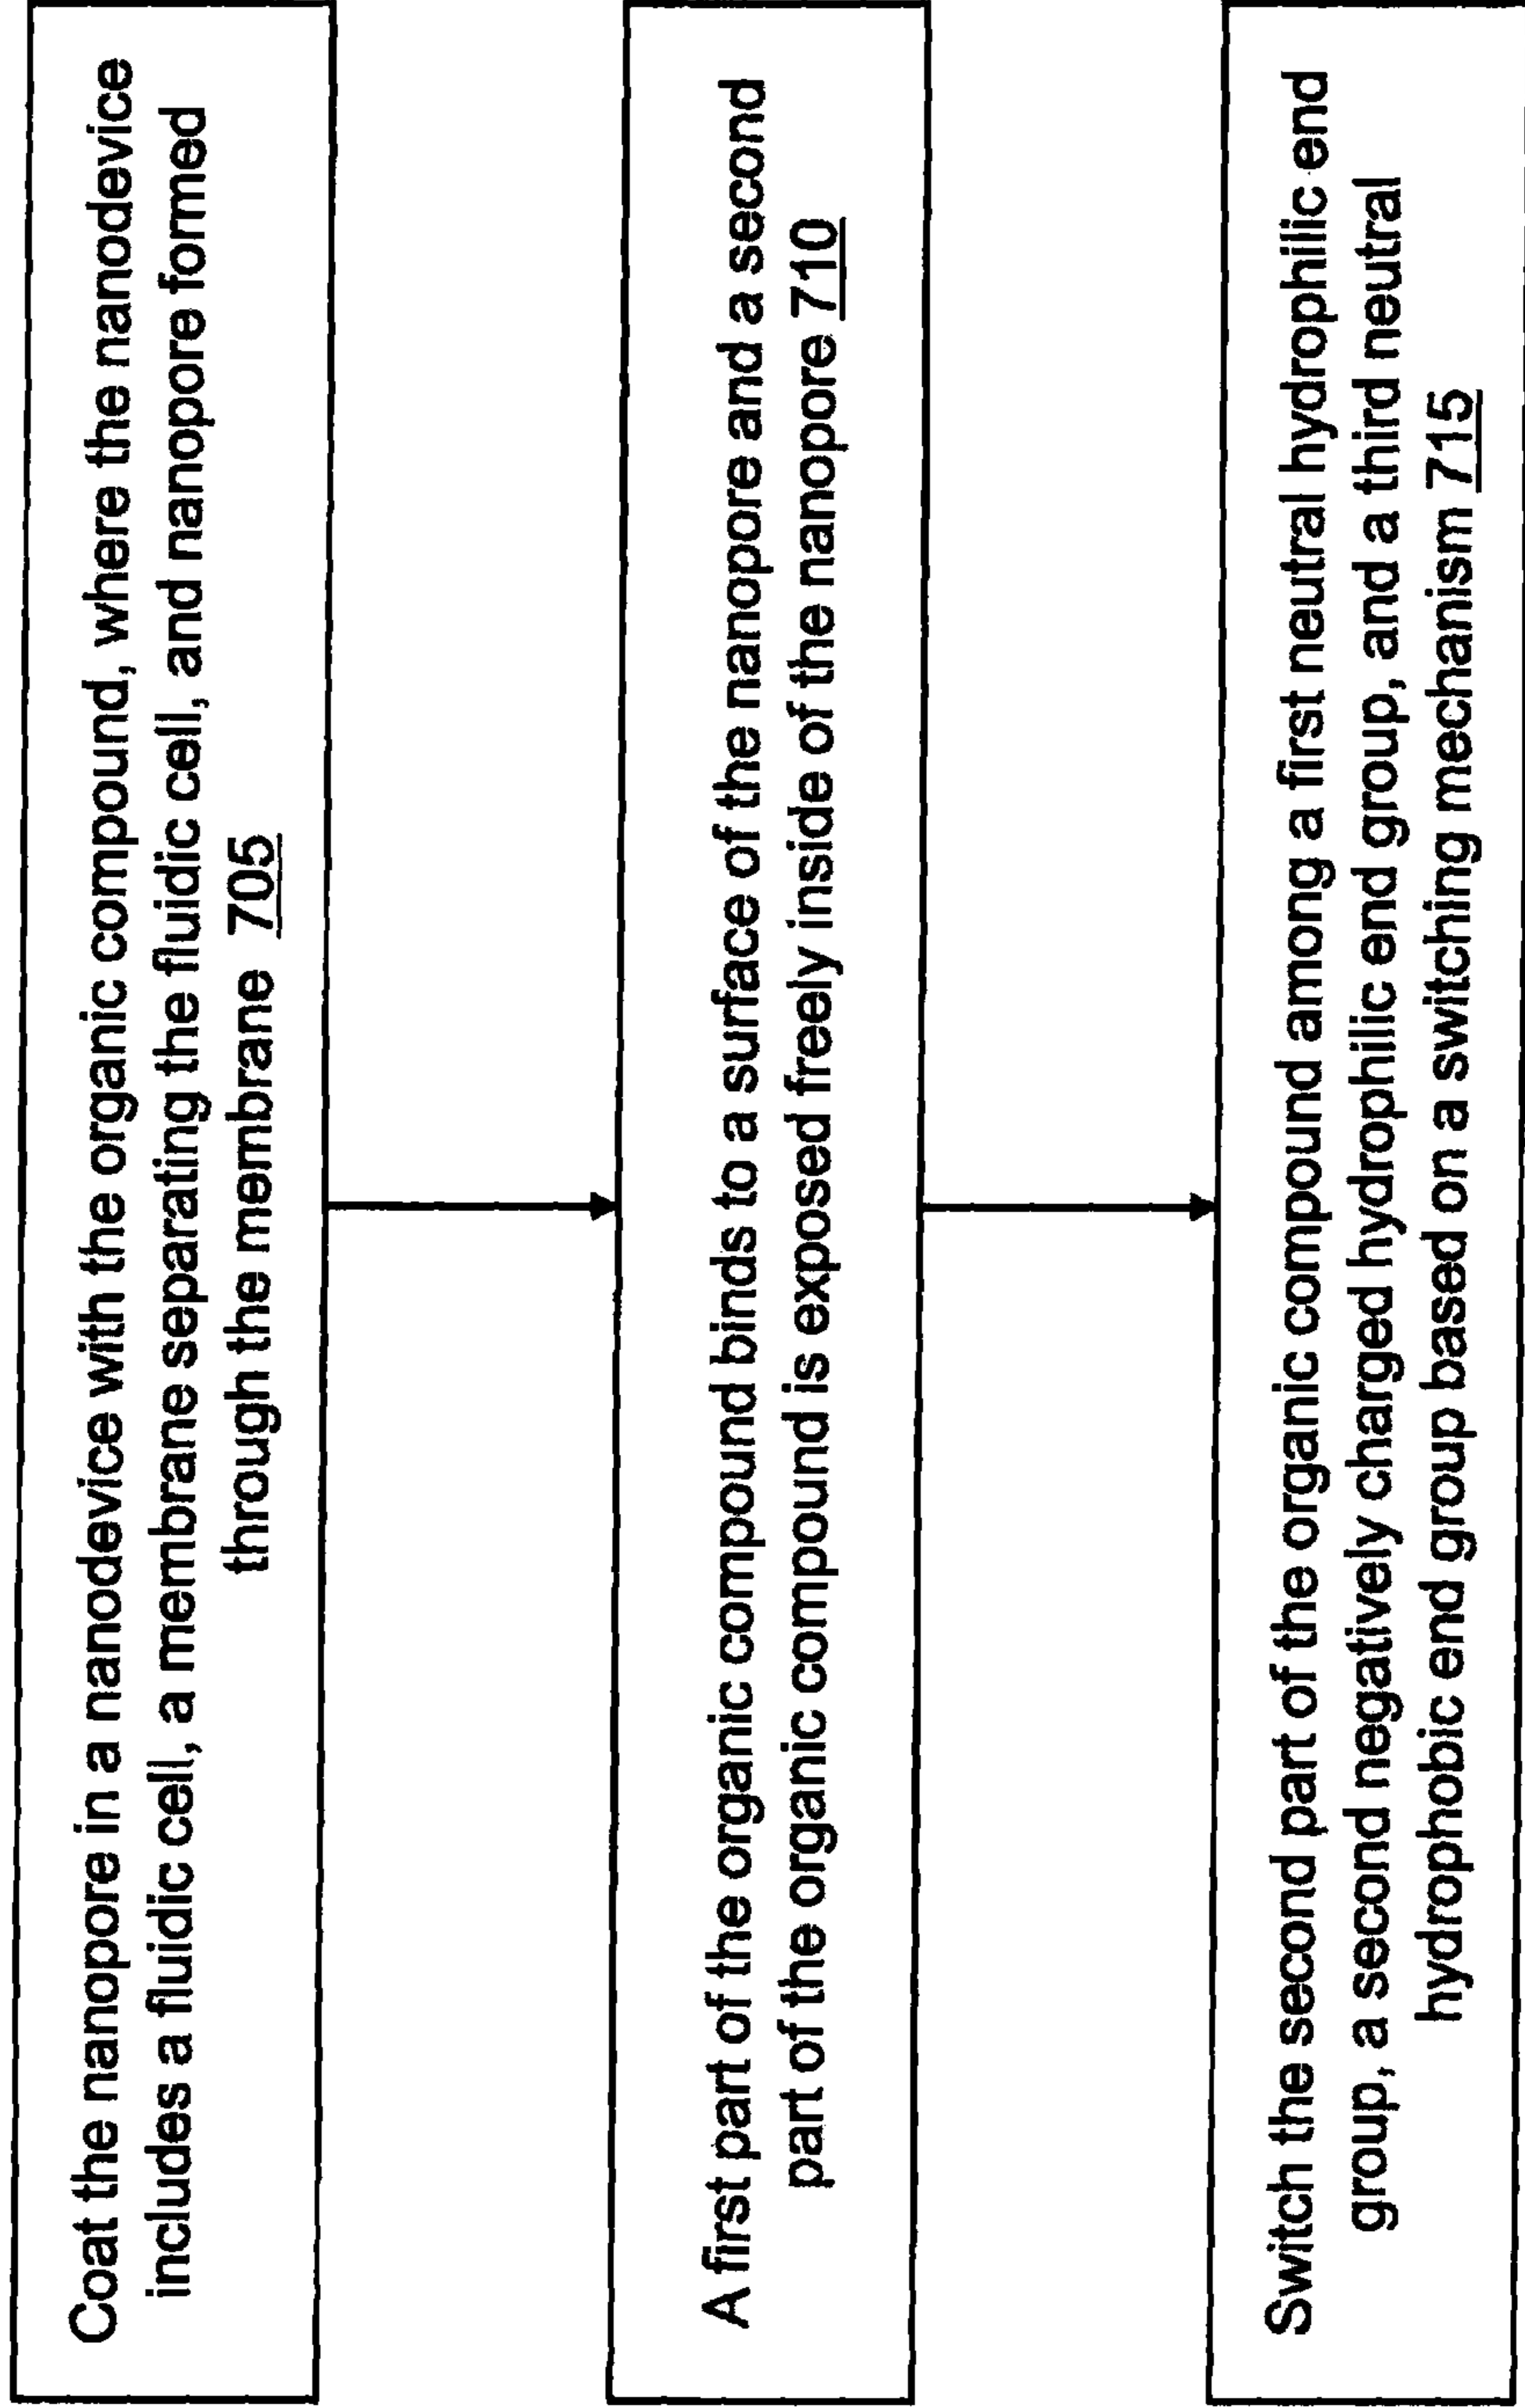 Coat the nanopore in a nanodevice with the organic compound, where the nanodevice
includes a fluidic cell, a membrane separating the fluidic cell, and nanopore formed
through the membrane 705
A first part of the organic compound binds to a surface of the nanopore and a second
part of the organic compound is exposed freely inside of the nanopore 710
Switch the second part of the organic compound among a first neutral hydrophilic end
group, a second negatively charged hydrophilic end group, and a third neutral
hydrophobic end group based on a switching mechanism 715